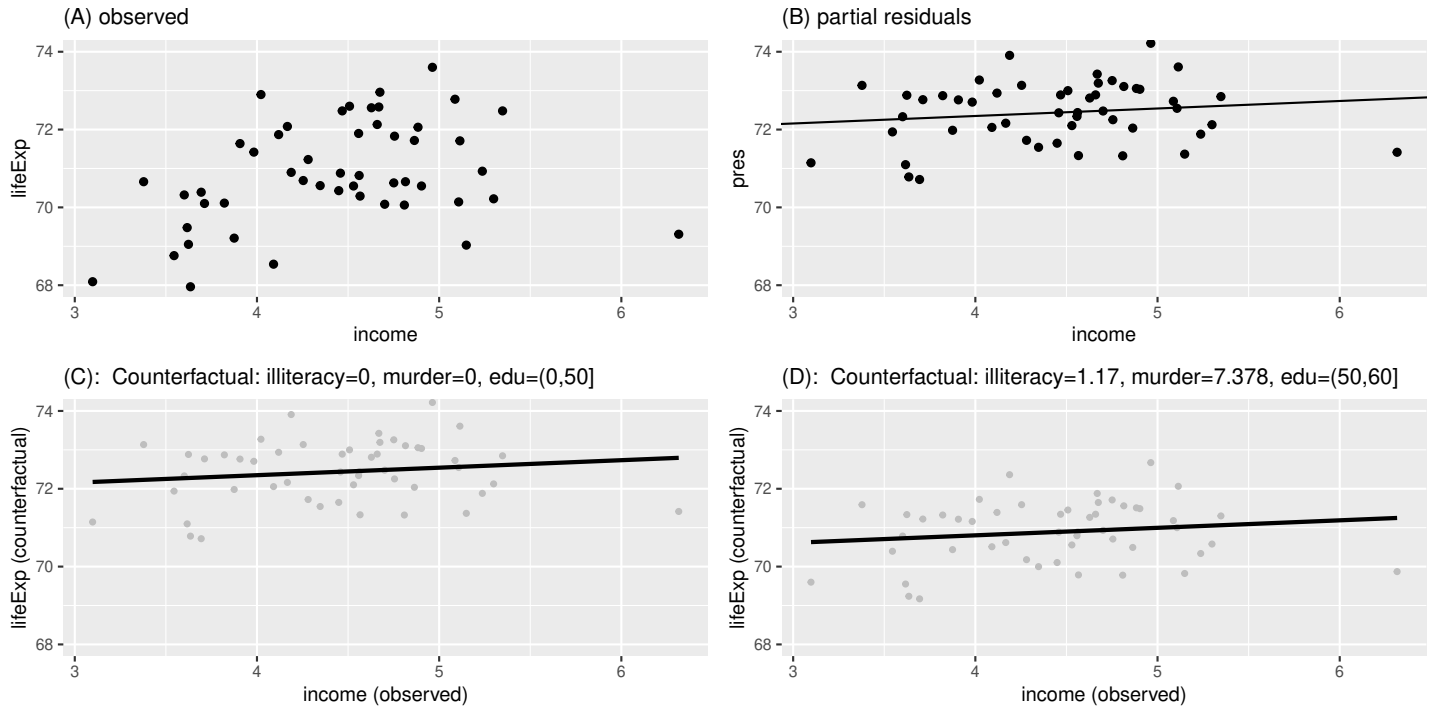 (A) observed
lifeExp
74
72
70
68
3 4 5 6
income
(B) partial residuals
pres
74
72
70
68
3 4 5 6
income
(C):  Counterfactual: illiteracy=0, murder=0, edu=(0,50]
lifeExp (counterfactual)
74
72
70
68
3 4 5 6
income (observed)
(D):  Counterfactual: illiteracy=1.17, murder=7.378, edu=(50,60]
lifeExp (counterfactual)
74
72
70
68
3 4 5 6
income (observed)